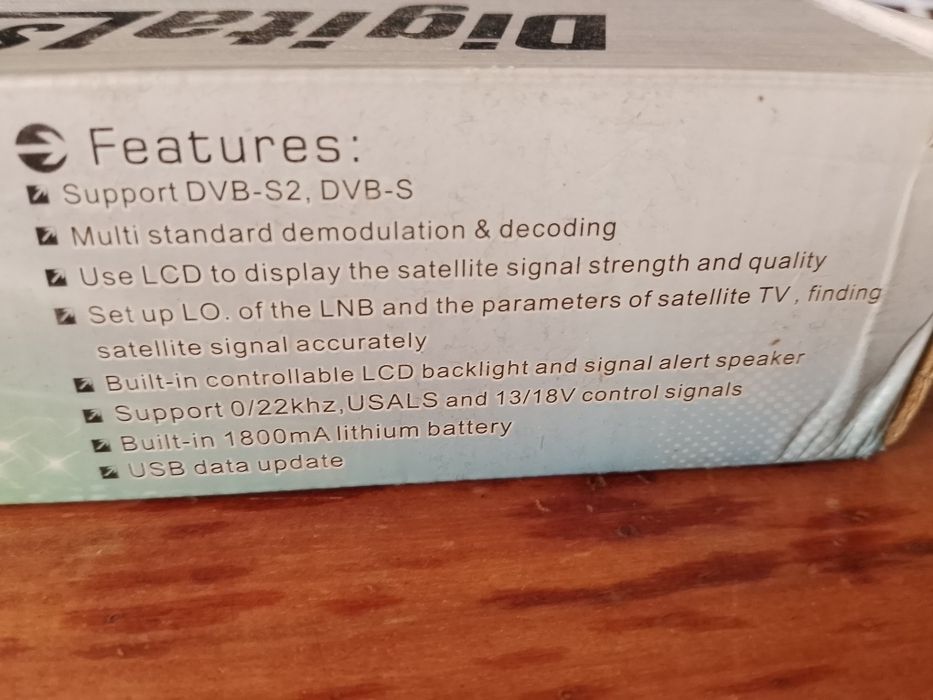 DigitalS
Features:
Support DVB-S2, DVB-S
Multi standard demodulation & decoding
Use LCD to display the satellite signal strength and quality
Set up LO. of the LNB and the parameters of satellite TV , finding
satellite signal accurately
Built-in controllable LCD backlight and signal alert speaker
Support 0/22khz,USALS and 13/18V control signals
Built-in 1800mA lithium battery
USB data update